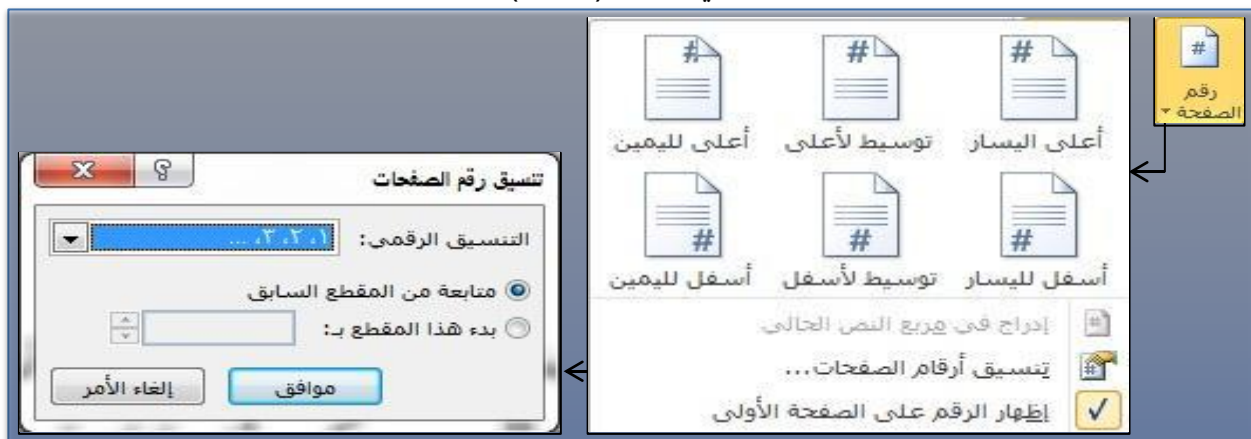 رقم
الصفحة
أعلى اليسار
توسيط لأعلى
أعلى لليمين
أسفل لليسار
توسيط لأسفل
أسفل لليمين
إدراج في مربع النص الحالي
تنسيق أرقام الصفحات...
إظهار الرقم على الصفحة الأولى
تنسيق رقم الصفحات
التنسيق الرقمي: ١، ٢، ٣، ...
متابعة من المقطع السابق
بدء هذا المقطع بـ:
موافق
إلغاء الأمر